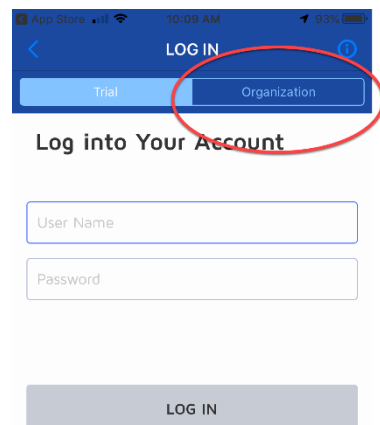 App Store 10:09 AM 93%
LOG IN
Trial Organization
Log into Your Account
User Name
Password
LOG IN